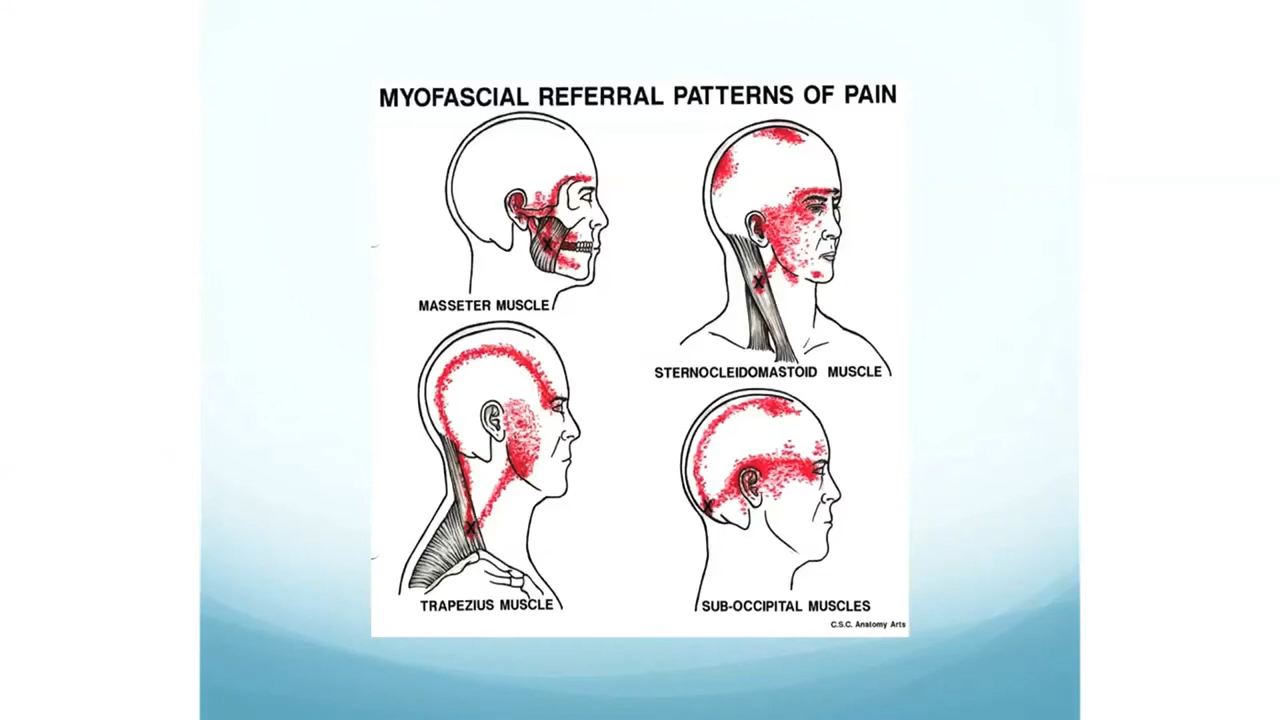 MYOFASCIAL REFERRAL PATTERNS OF PAIN
X
MASSETER MUSCLE
X
STERNOCLEIDOMASTOID MUSCLE
X
TRAPEZIUS MUSCLE
X
SUB-OCCIPITAL MUSCLES
C.S.C. Anatomy Arts